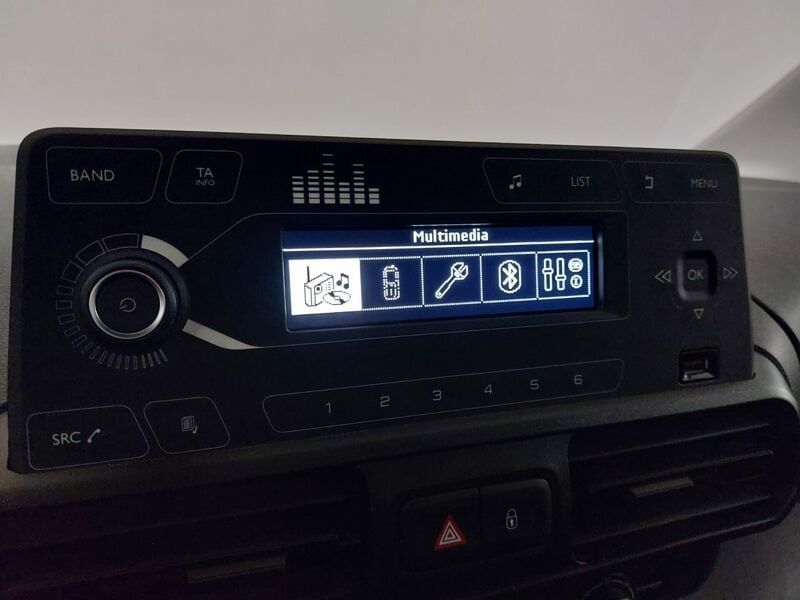 BAND
TA
INFO
LIST
MENU
Multimedia
OK
1 2 3 4 5 6
SRC